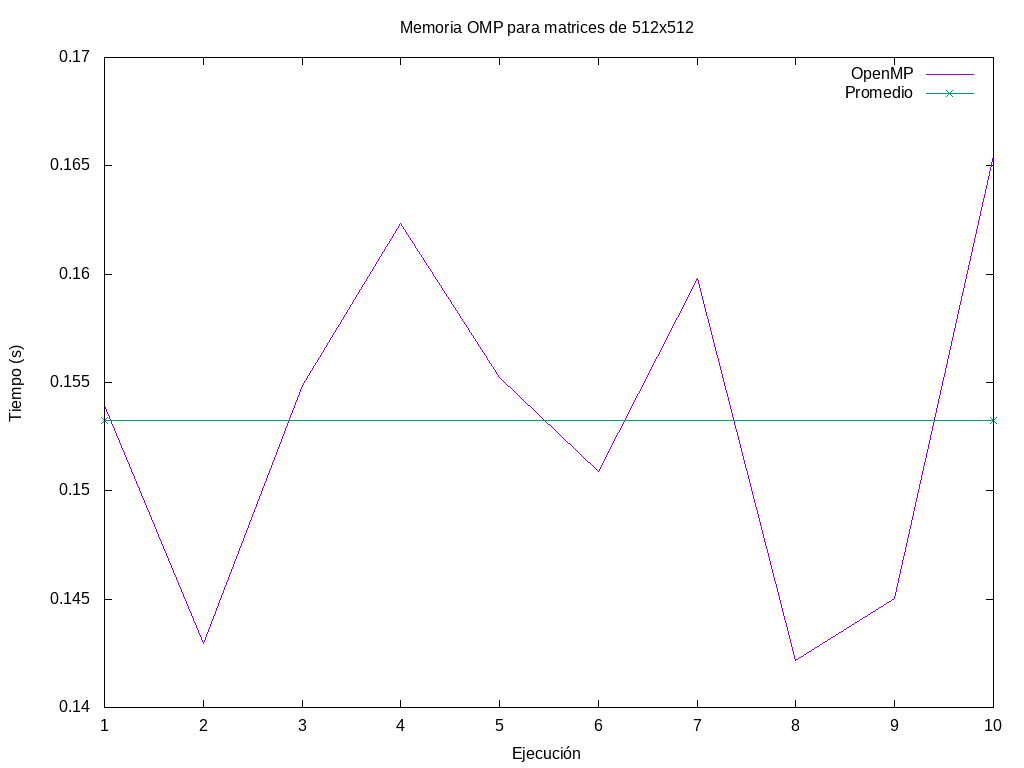 Memoria OMP para matrices de 512x512
OpenMP
Promedio
0.17
0.165
0.16
0.155
0.15
0.145
0.14
Tiempo (s)
1 2 3 4 5 6 7 8 9 10
Ejecución